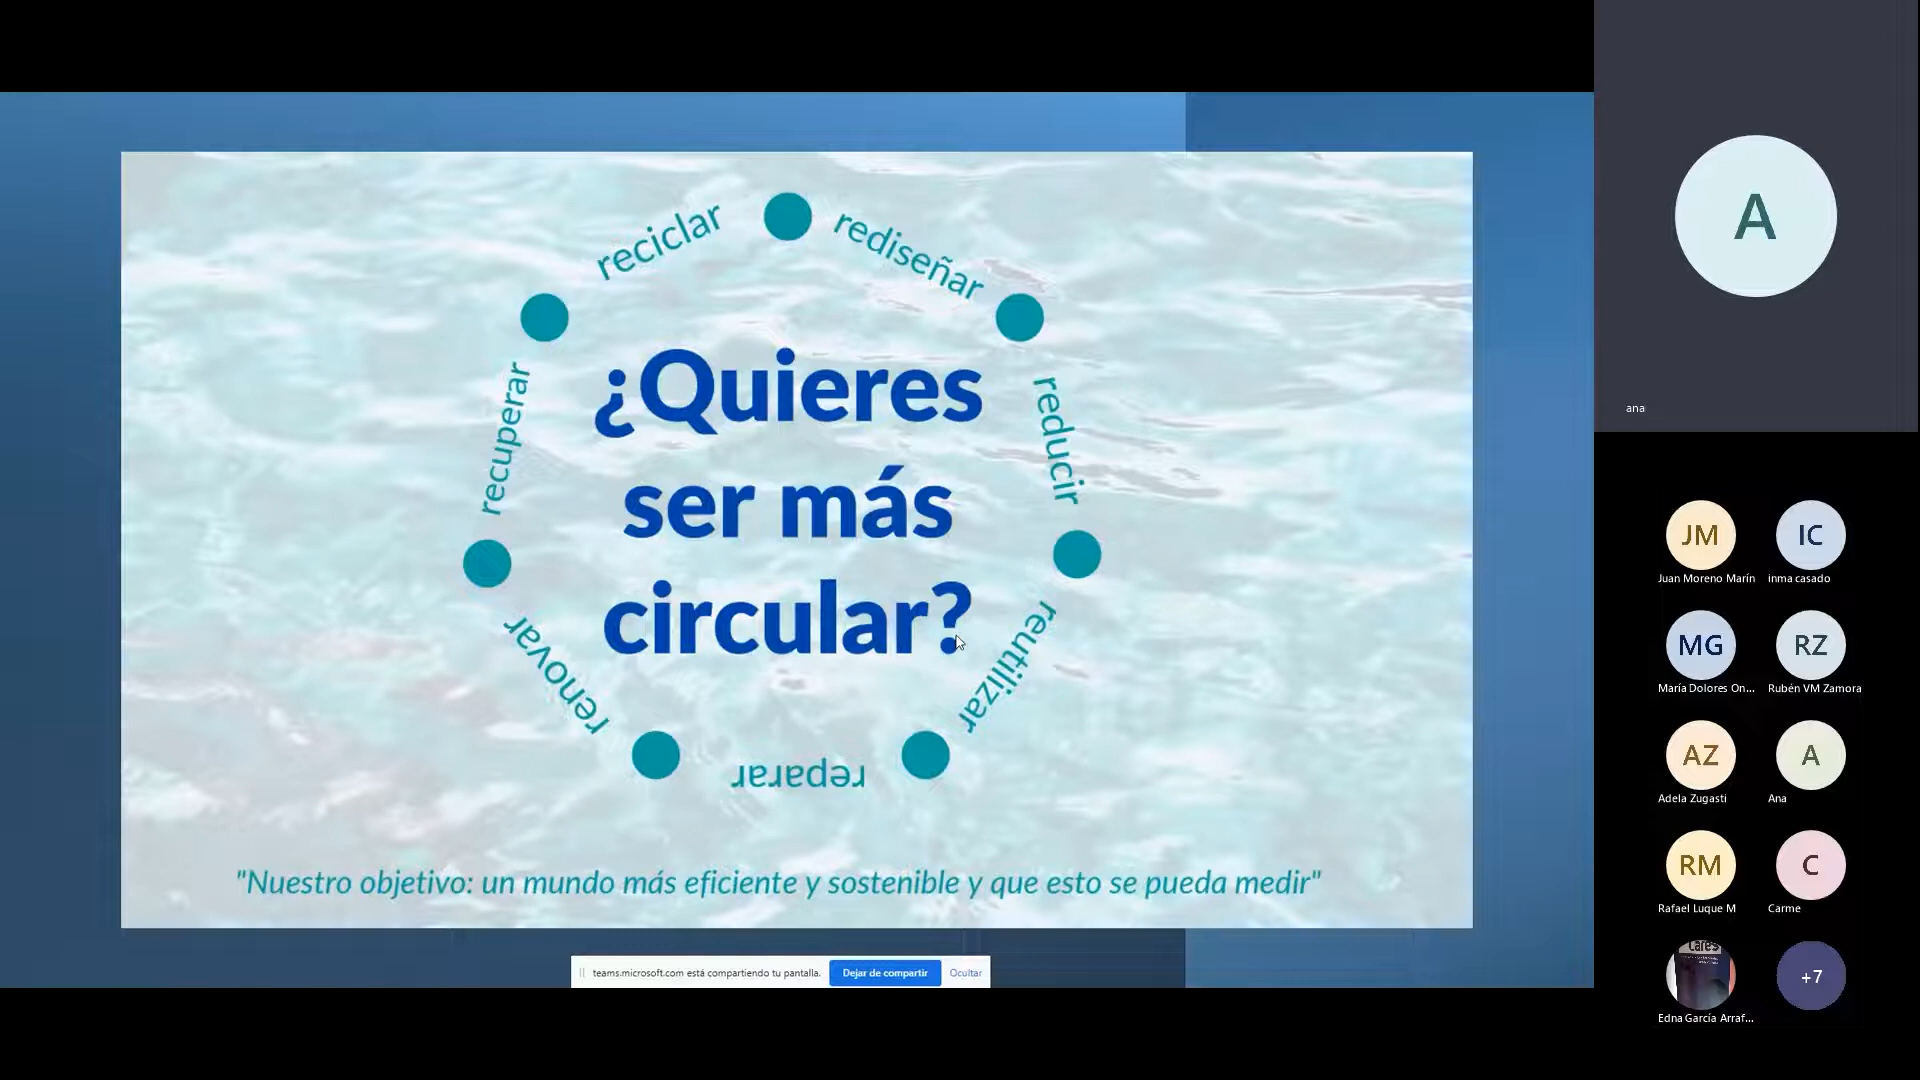 reciclar
rediseñar
reducir
reutilizar
reparar
renovar
recuperar
¿Quieres
ser más
circular?
"Nuestro objetivo: un mundo más eficiente y sostenible y que esto se pueda medir"
teams.microsoft.com está compartiendo tu pantalla.
Dejar de compartir
Ocultar
A
ana
JM
IC
Juan Moreno Marín
inma casado
MG
RZ
María Dolores On...
Rubén VM Zamora
AZ
A
Adela Zugasti
Ana
RM
C
Rafael Luque M
Carme
+7
Edna García Arraf...